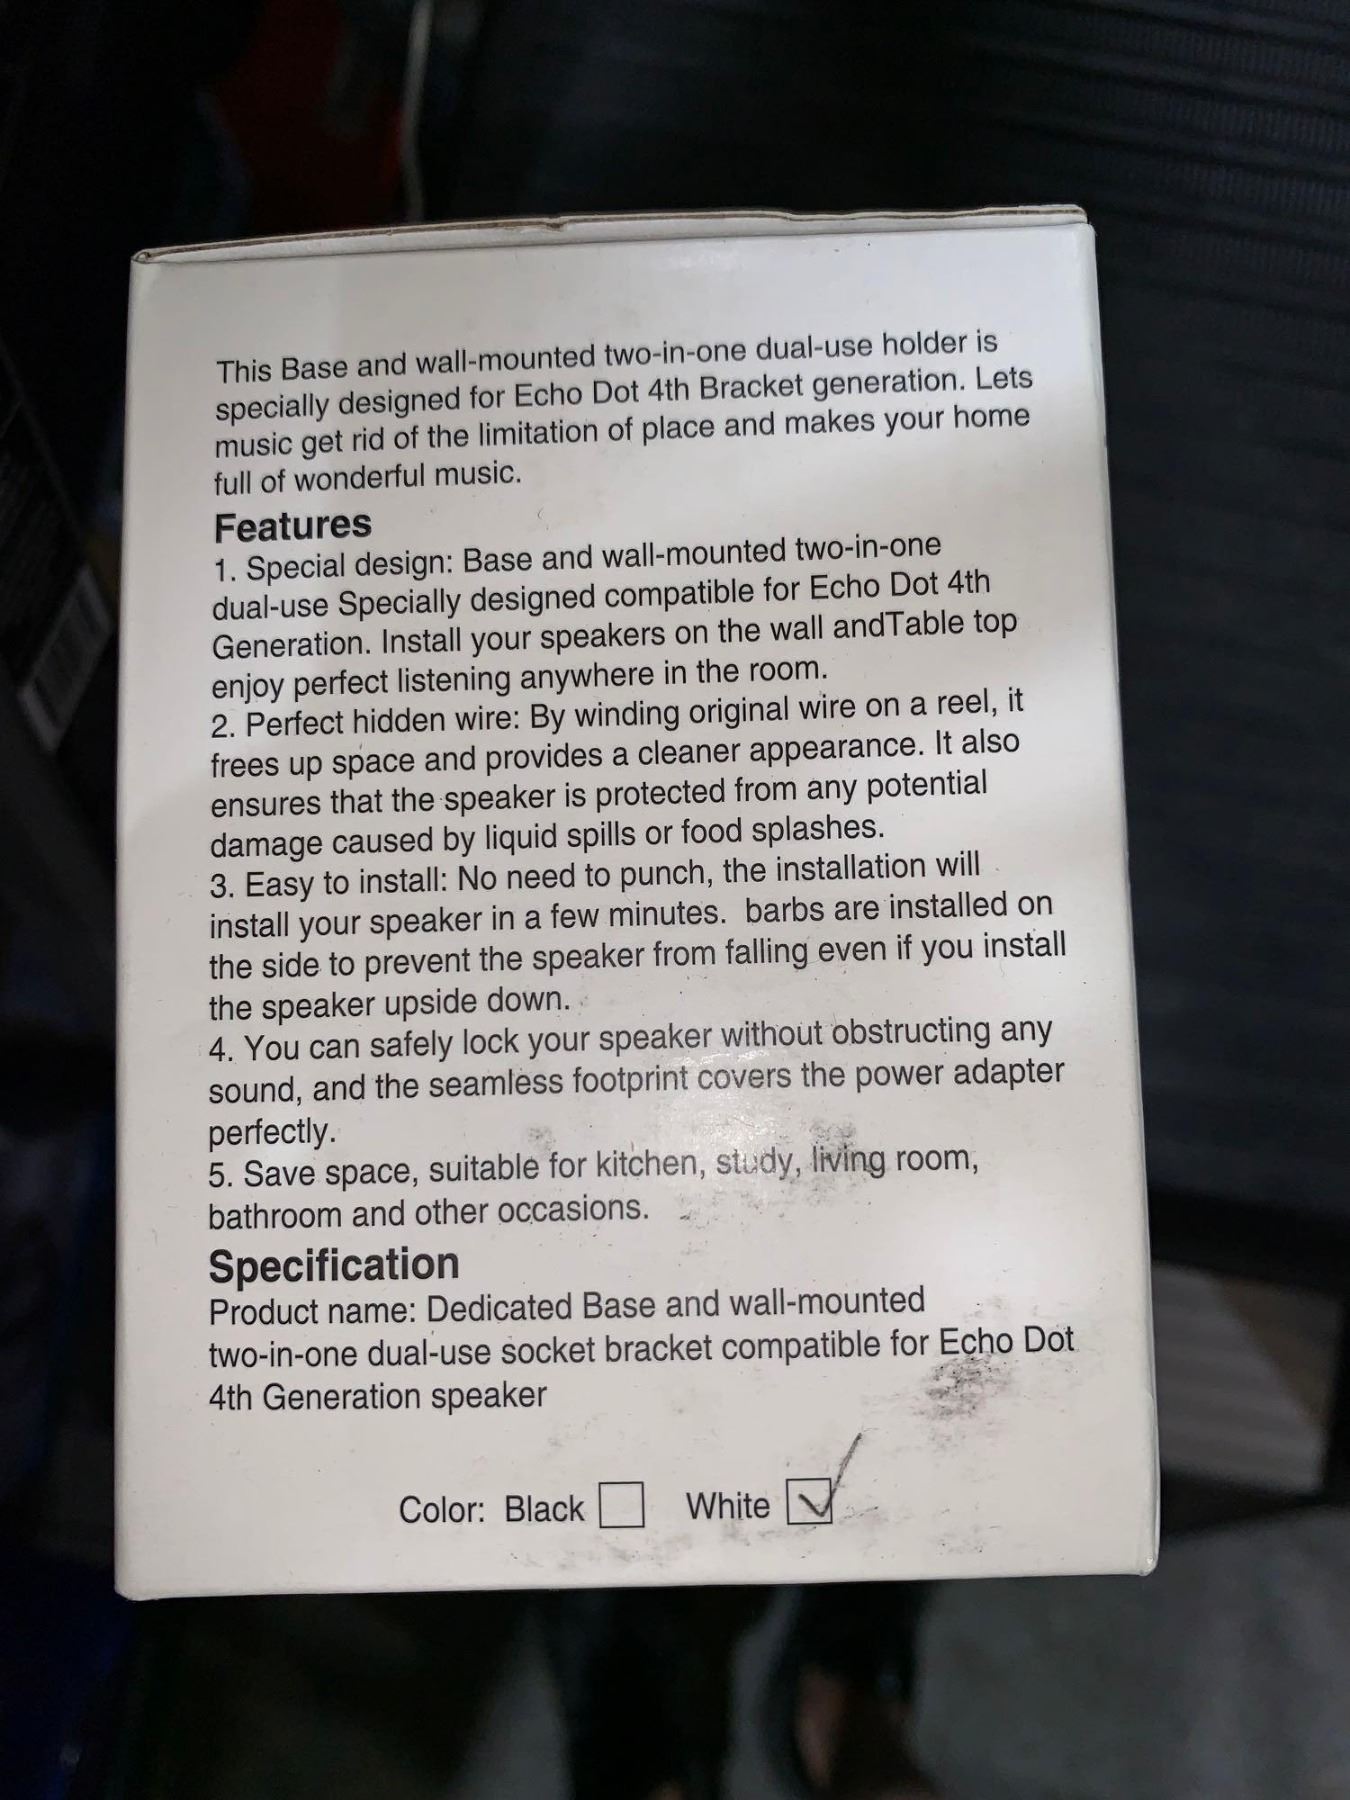 This Base and wall-mounted two-in-one dual-use holder is
specially designed for Echo Dot 4th Bracket generation. Lets
music get rid of the limitation of place and makes your home
full of wonderful music.
Features
1. Special design: Base and wall-mounted two-in-one
dual-use Specially designed compatible for Echo Dot 4th
Generation. Install your speakers on the wall andTable top
enjoy perfect listening anywhere in the room.
2. Perfect hidden wire: By winding original wire on a reel, it
frees up space and provides a cleaner appearance. It also
ensures that the speaker is protected from any potential
damage caused by liquid spills or food splashes.
3. Easy to install: No need to punch, the installation will
install your speaker in a few minutes. barbs are installed on
the side to prevent the speaker from falling even if you install
the speaker upside down.
4. You can safely lock your speaker without obstructing any
sound, and the seamless footprint covers the power adapter
perfectly.
5. Save space, suitable for kitchen, study, living room,
bathroom and other occasions.
Specification
Product name: Dedicated Base and wall-mounted
two-in-one dual-use socket bracket compatible for Echo Dot
4th Generation speaker
Color: Black White